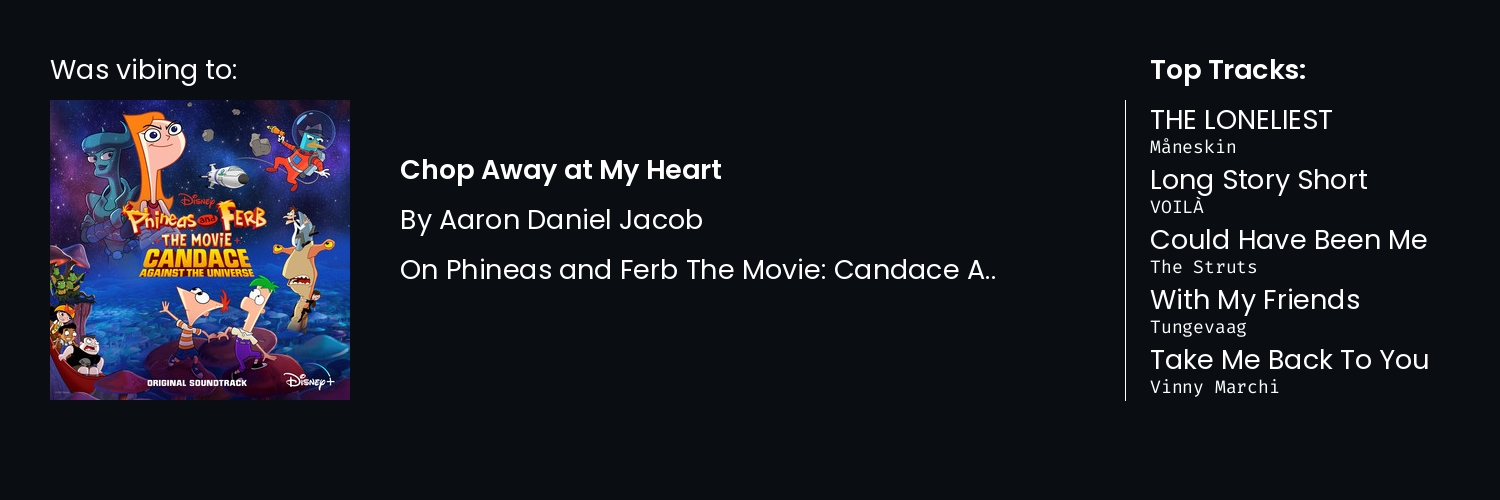 Was vibing to:
Disney
Phineas and Ferb
THE MOVIE
CANDACE
AGAINST THE UNIVERSE
ORIGINAL SOUNDTRACK
Disney+
Chop Away at My Heart
By Aaron Daniel Jacob
On Phineas and Ferb The Movie: Candace A..
Top Tracks:
THE LONELIEST
Måneskin
Long Story Short
VOILÀ
Could Have Been Me
The Struts
With My Friends
Tungevaag
Take Me Back To You
Vinny Marchi